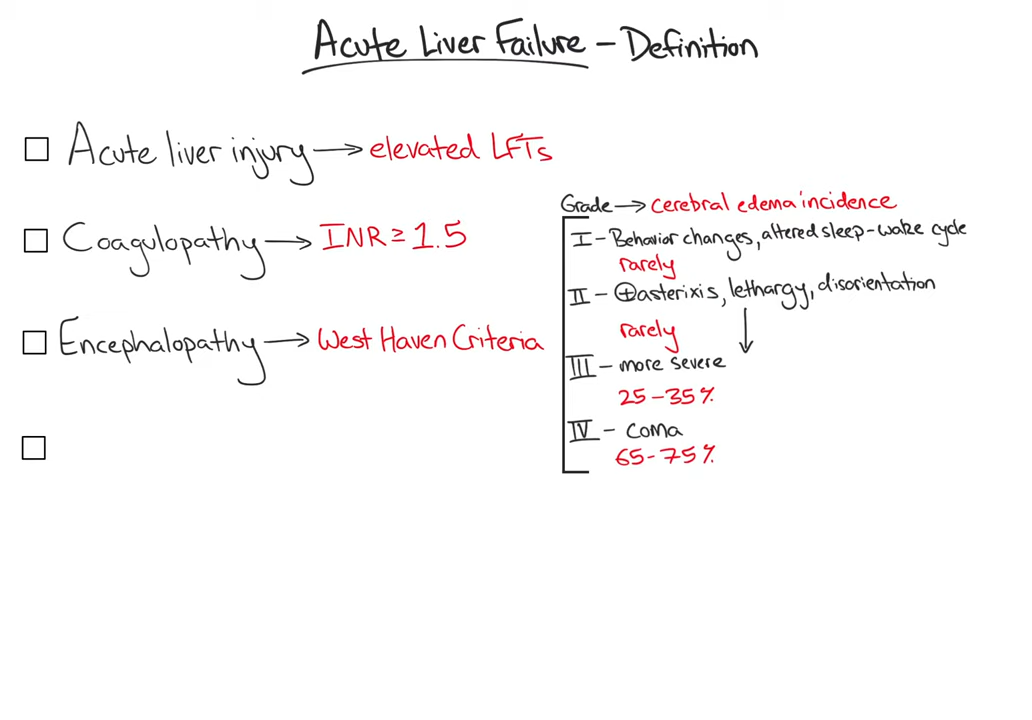 Acute Liver Failure – Definition
Acute liver injury → elevated LFTs
Coagulopathy → INR ≥ 1.5
Encephalopathy → West Haven Criteria
Grade → cerebral edema incidence
I – Behavior changes, altered sleep-wake cycle
rarely
II – ⊕asterixis, lethargy, disorientation
rarely
III – more severe
25-35%
IV – coma
65-75%